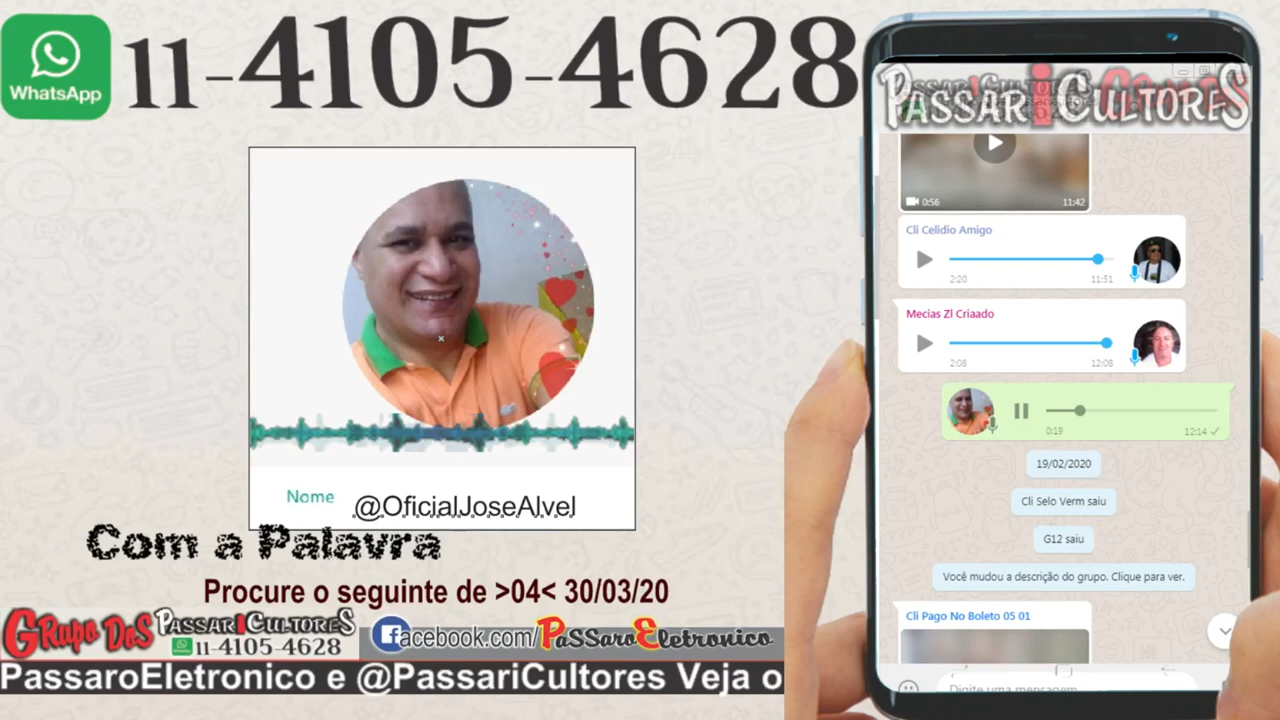 WhatsApp
11-4105-4628
Nome
@OficialJoseAlvel
Com a Palavra
Procure o seguinte de >04< 30/03/20
GRupo DoS PASSARiCULTORES
11-4105-4628
facebook.com/PaSSaroEletronico
PassaroEletronico e @PassariCultores Veja o
PASSARiCULTORES
0:56
11:42
Cli Celidio Amigo
2:20
11:51
Mecias Zl Criaado
2:08
12:08
0:19
12:14
19/02/2020
Cli Selo Verm saiu
G12 saiu
Você mudou a descrição do grupo. Clique para ver.
Cli Pago No Boleto 05 01
Digite uma mensagem